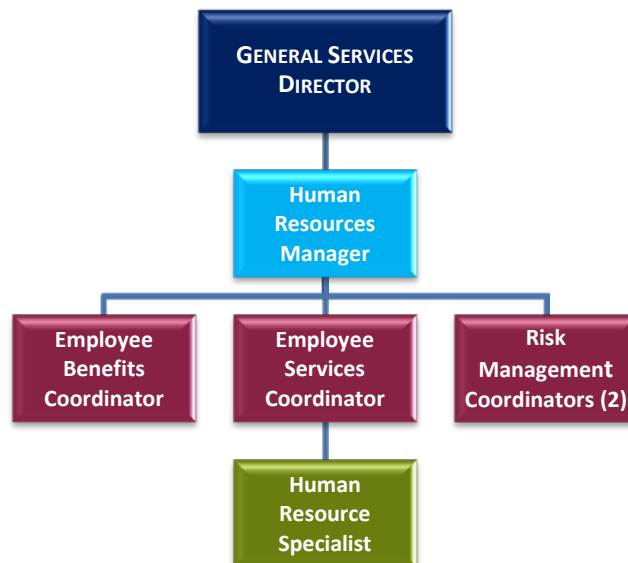 GENERAL SERVICES
DIRECTOR
Human
Resources
Manager
Employee
Benefits
Coordinator
Employee
Services
Coordinator
Risk
Management
Coordinators (2)
Human
Resource
Specialist